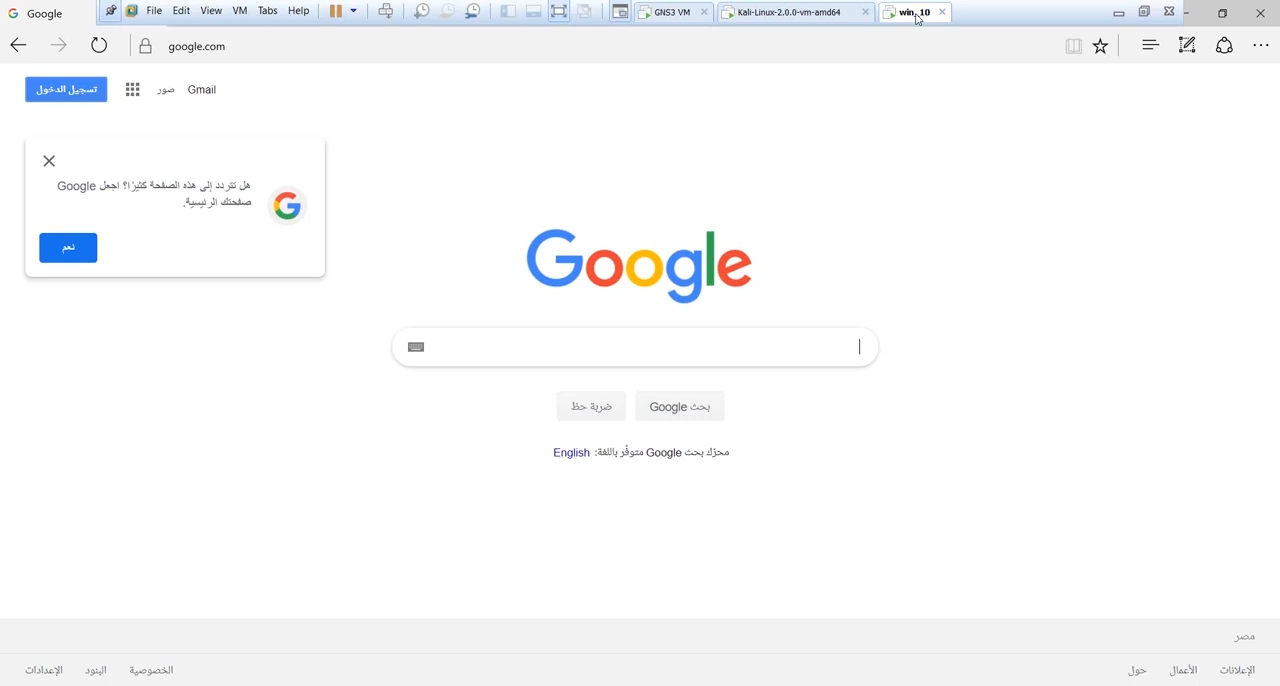 Google
File Edit View VM Tabs Help
GNS3 VM
Kali-Linux-2.0.0-vm-amd64
win 10
google.com
تسجيل الدخول
صور
Gmail
هل تتردد إلى هذه الصفحة كثيرًا؟ اجعل Google
صفحتك الرئيسية.
نعم
Google
بحث Google
ضربة حظ
محرّك بحث Google متوفّر باللغة: English
مصر
الإعلانات
الأعمال
حول
الخصوصية
البنود
الإعدادات